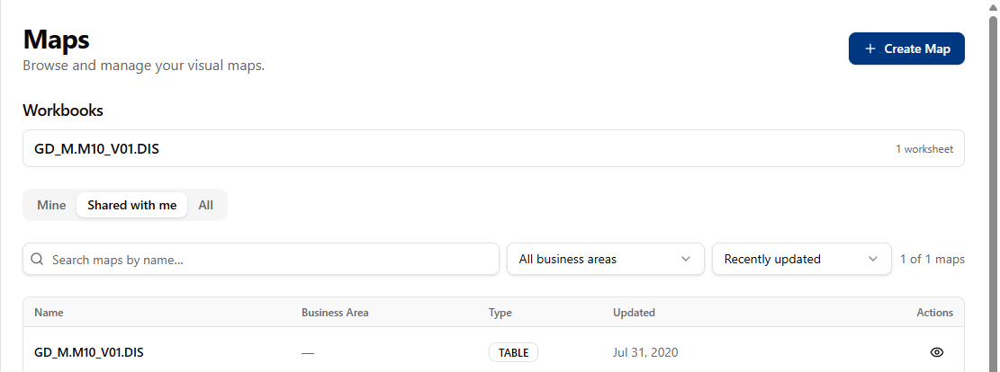 Maps
Create Map
Browse and manage your visual maps.
Workbooks
GD_M.M10_V01.DIS 1 worksheet
Mine Shared with me All
Search maps by name... All business areas Recently updated 1 of 1 maps
Name Business Area Type Updated Actions
GD_M.M10_V01.DIS — TABLE Jul 31, 2020